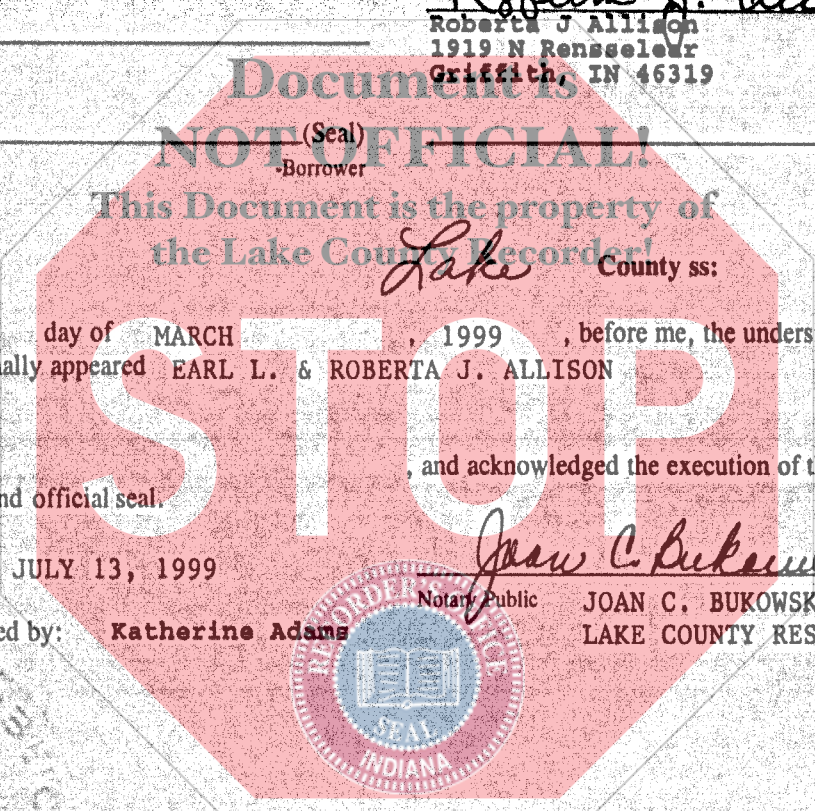 Roberta J Allison
1919 N Rensselear
Griffith, IN 46319
Document is
(Seal)
NOT OFFICIAL!
-Borrower
This Document is the property of
the Lake County Recorder!
Lake County ss:
day of MARCH , 1999 , before me, the unders
ally appeared EARL L. & ROBERTA J. ALLISON
STOP
, and acknowledged the execution of t
nd official seal.
JULY 13, 1999
Joan C. Bukows
Notary Public JOAN C. BUKOWSK
ed by: Katherine Adams LAKE COUNTY RES
RECORDER'S OFFICE
SEAL
INDIANA